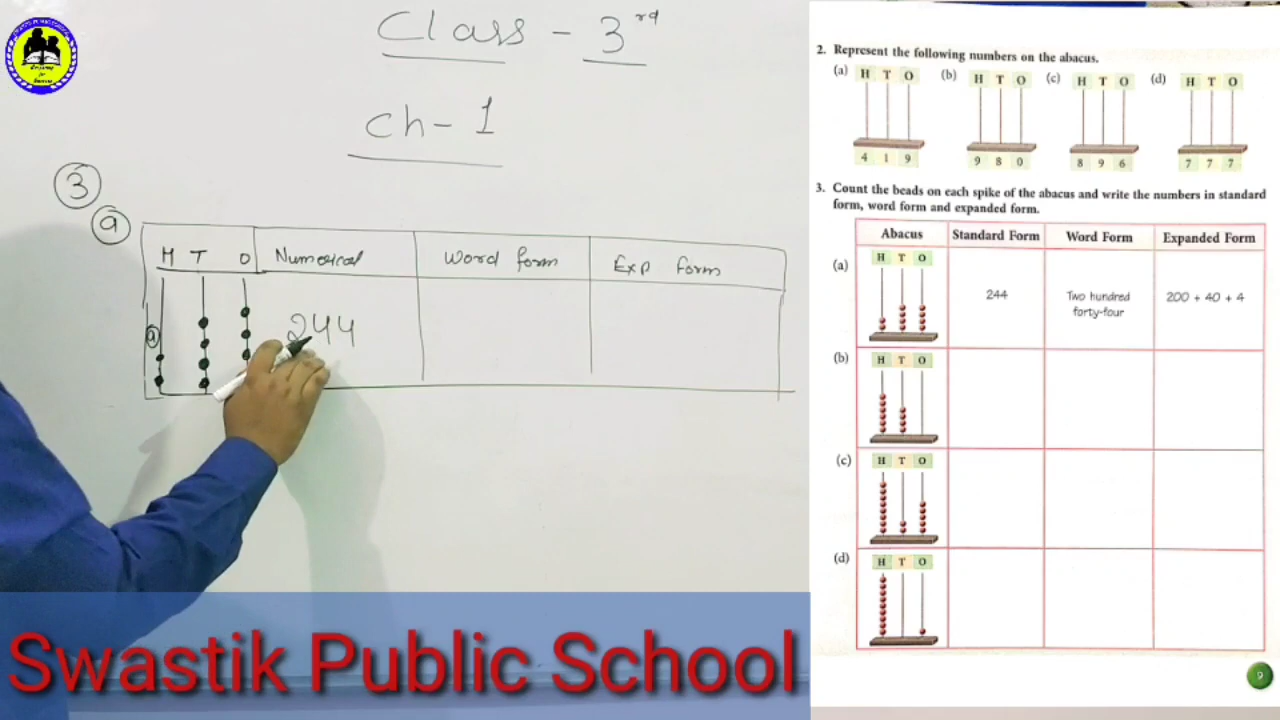 Class - 3rd
ch - 1
3
a
H T O Numerical Word form Exp form
a 244
Swastik Public School
2. Represent the following numbers on the abacus.
(a) H T O (b) H T O (c) H T O (d) H T O
4 1 9 9 8 0 8 9 6 7 7 7
3. Count the beads on each spike of the abacus and write the numbers in standard
form, word form and expanded form.
Abacus Standard Form Word Form Expanded Form
(a) H T O
244 Two hundred 200 + 40 + 4
forty-four
(b) H T O
(c) H T O
(d) H T O
9